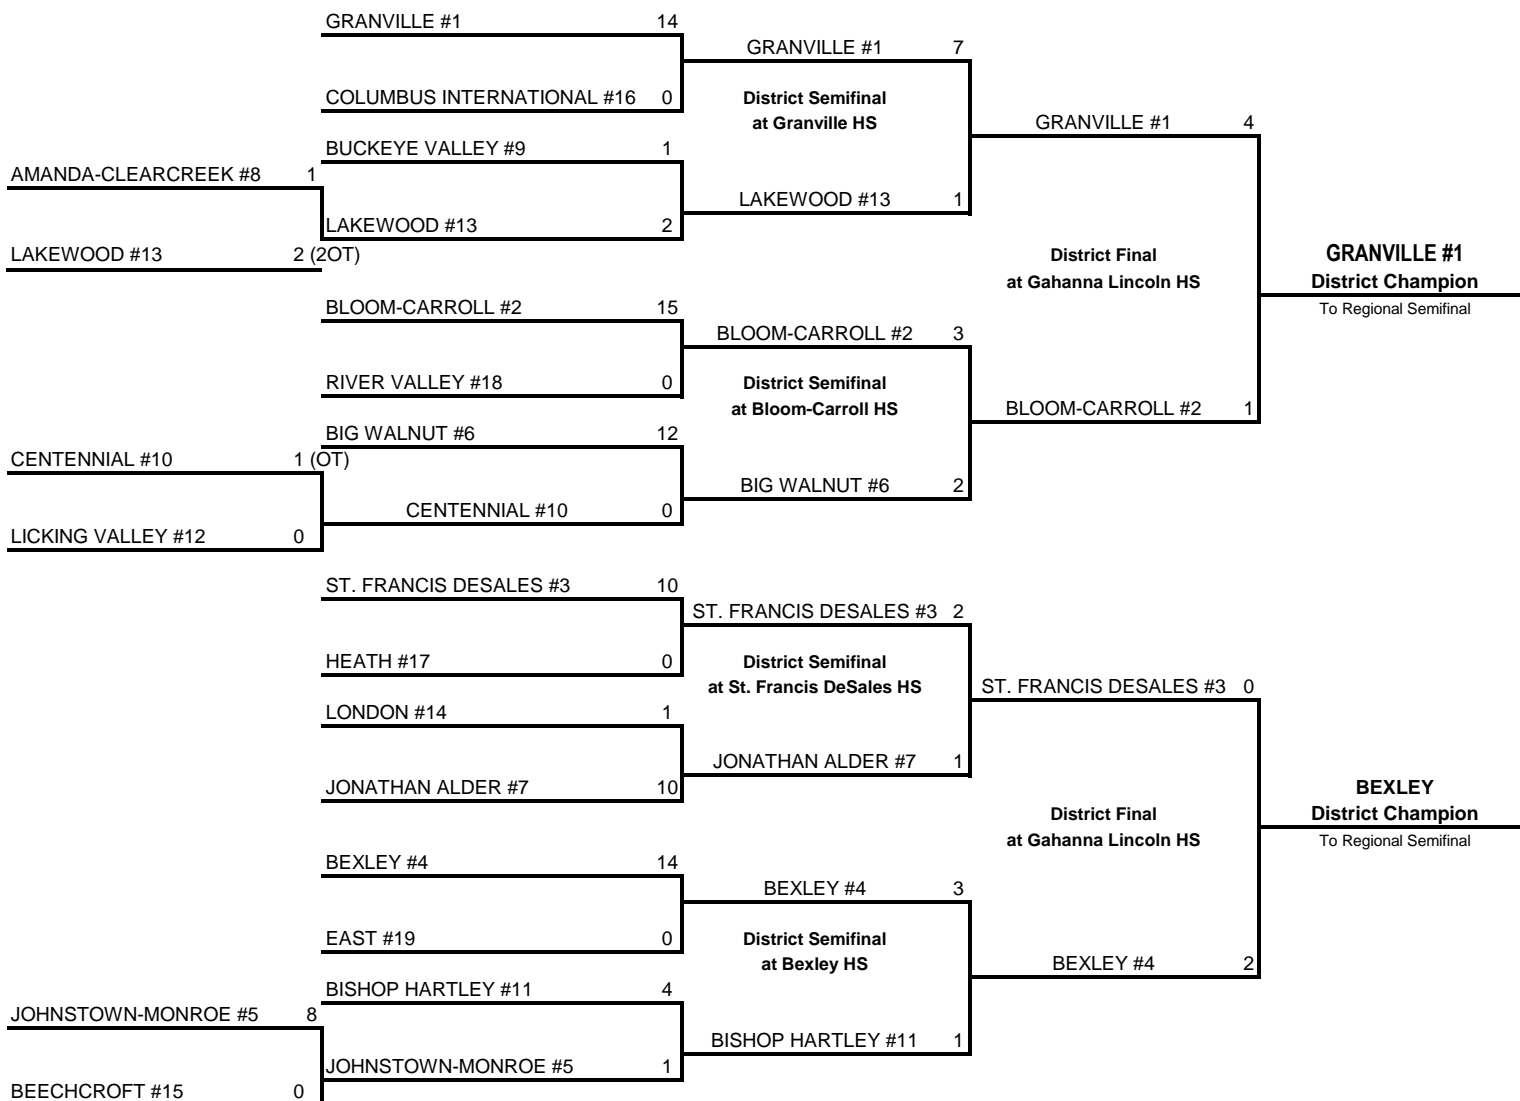 GRANVILLE #1 14
GRANVILLE #1 7
COLUMBUS INTERNATIONAL #16 0
District Semifinal
at Granville HS
GRANVILLE #1 4
BUCKEYE VALLEY #9 1
AMANDA-CLEARCREEK #8 1
LAKEWOOD #13 1
LAKEWOOD #13 2
LAKEWOOD #13 2 (2OT)
District Final
at Gahanna Lincoln HS
GRANVILLE #1
District Champion
To Regional Semifinal
BLOOM-CARROLL #2 15
BLOOM-CARROLL #2 3
RIVER VALLEY #18 0
District Semifinal
at Bloom-Carroll HS
BLOOM-CARROLL #2 1
BIG WALNUT #6 12
CENTENNIAL #10 1 (OT)
BIG WALNUT #6 2
CENTENNIAL #10 0
LICKING VALLEY #12 0
ST. FRANCIS DESALES #3 10
ST. FRANCIS DESALES #3 2
HEATH #17 0
District Semifinal
at St. Francis DeSales HS
ST. FRANCIS DESALES #3 0
LONDON #14 1
JONATHAN ALDER #7 1
JONATHAN ALDER #7 10
District Final
at Gahanna Lincoln HS
BEXLEY
District Champion
To Regional Semifinal
BEXLEY #4 14
BEXLEY #4 3
EAST #19 0
District Semifinal
at Bexley HS
BEXLEY #4 2
BISHOP HARTLEY #11 4
JOHNSTOWN-MONROE #5 8
BISHOP HARTLEY #11 1
JOHNSTOWN-MONROE #5 1
BEECHCROFT #15 0